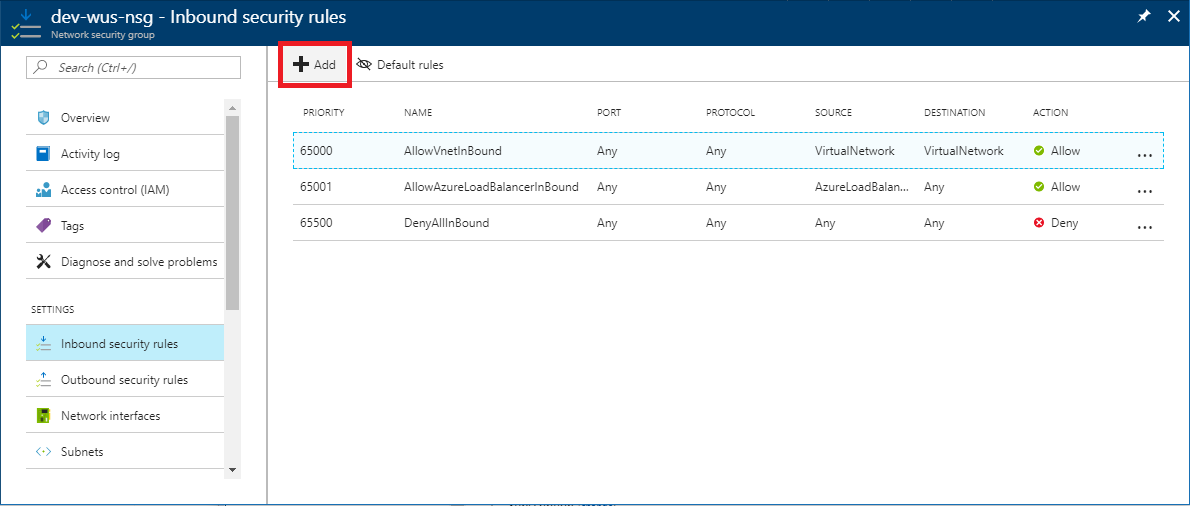 dev-wus-nsg - Inbound security rules
Network security group
Search (Ctrl+/)
Overview
Activity log
Access control (IAM)
Tags
Diagnose and solve problems
SETTINGS
Inbound security rules
Outbound security rules
Network interfaces
Subnets
Add Default rules
PRIORITY NAME PORT PROTOCOL SOURCE DESTINATION ACTION
65000 AllowVnetInBound Any Any VirtualNetwork VirtualNetwork Allow ...
65001 AllowAzureLoadBalancerInBound Any Any AzureLoadBalan... Any Allow ...
65500 DenyAllInBound Any Any Any Any Deny ...